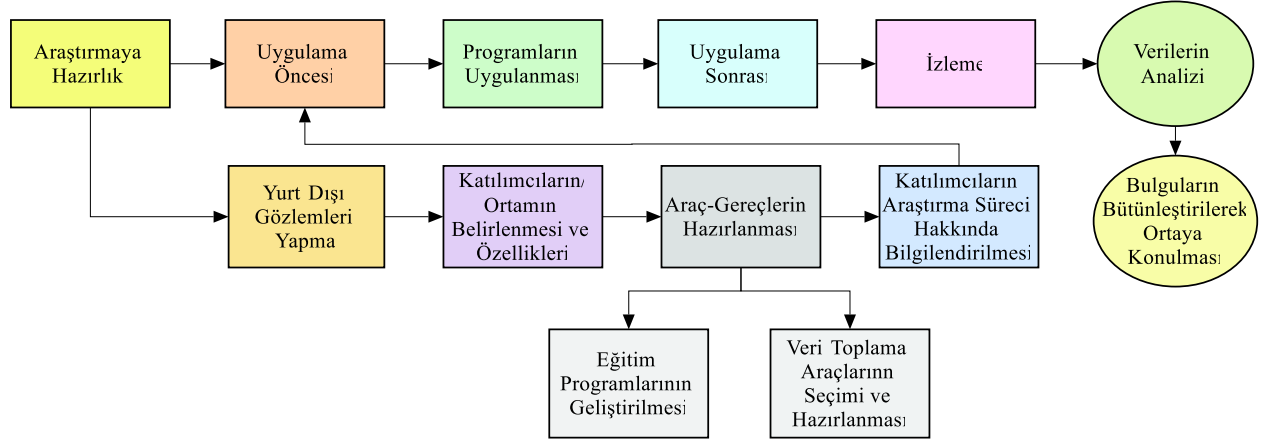 Araştırmaya
Hazırlık
Uygulama
Öncesi
Programların
Uygulanması
Uygulama
Sonrası
İzleme
Verilerin
Analizi
Yurt Dışı
Gözlemleri
Yapma
Katılımcıların/
Ortamın
Belirlenmesi ve
Özellikleri
Araç-Gereçlerin
Hazırlanması
Katılımcıların
Araştırma Süreci
Hakkında
Bilgilendirilmesi
Bulguların
Bütünleştirilerek
Ortaya
Konulması
Eğitim
Programlarının
Geliştirilmesi
Veri Toplama
Araçlarınn
Seçimi ve
Hazırlanması